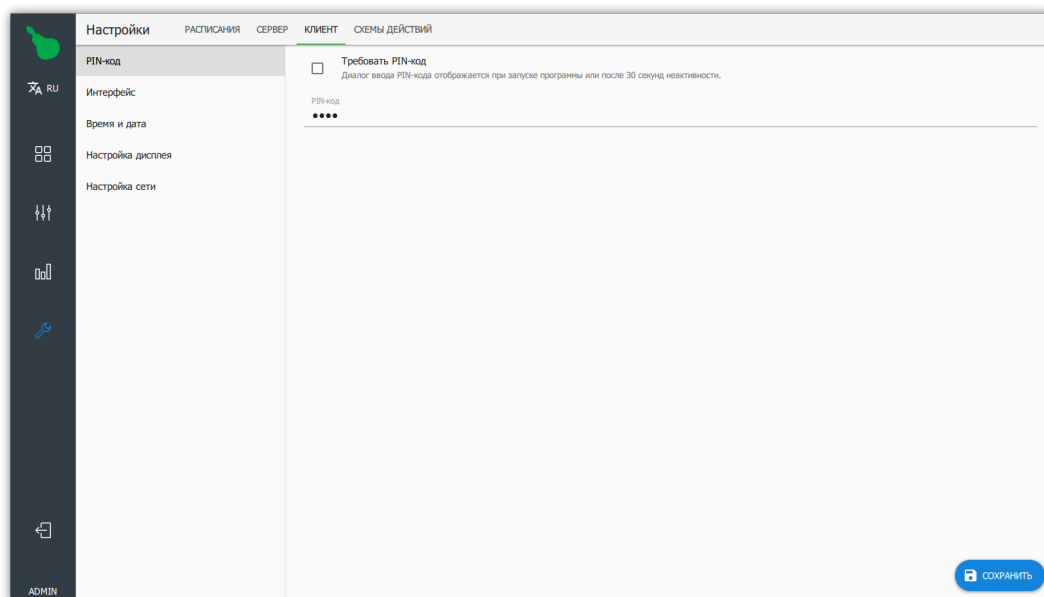 Настройки
РАСПИСАНИЯ
СЕРВЕР
КЛИЕНТ
СХЕМЫ ДЕЙСТВИЙ
RU
PIN-код
Интерфейс
Время и дата
Настройка дисплея
Настройка сети
Требовать PIN-код
Диалог ввода PIN-кода отображается при запуске программы или после 30 секунд неактивности.
PIN-код
••••
СОХРАНИТЬ
ADMIN